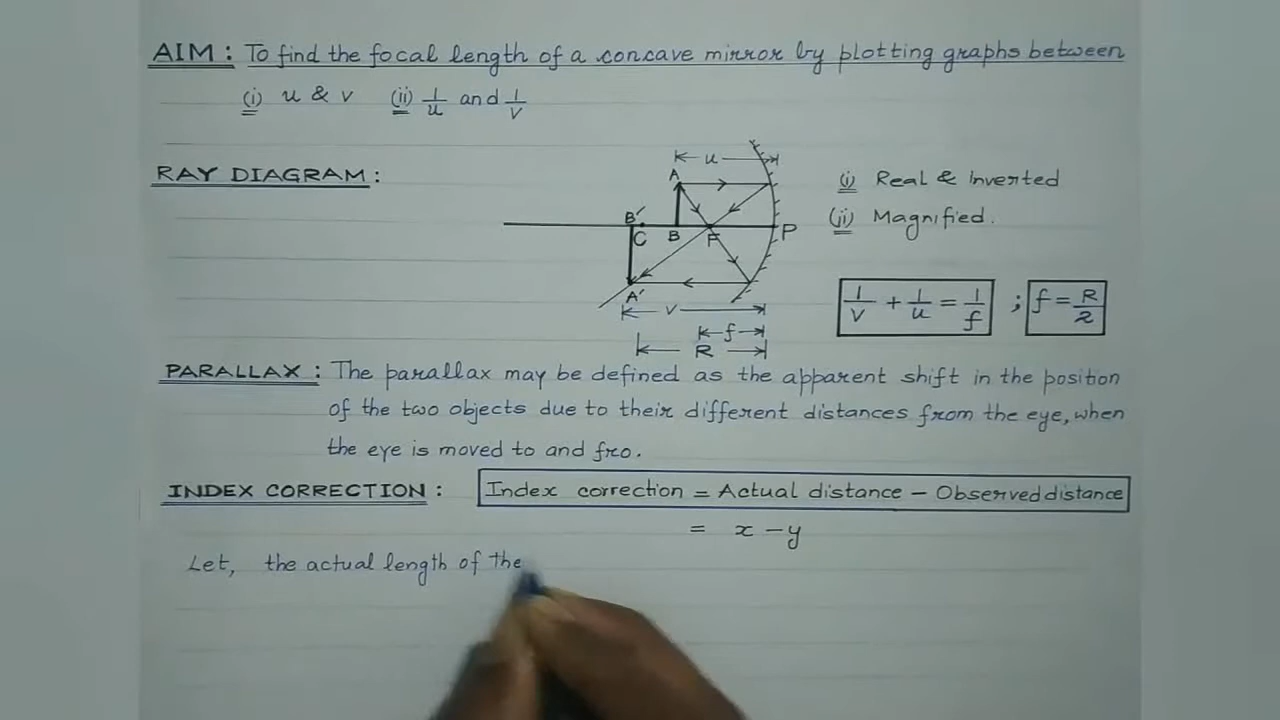 AIM: To find the focal length of a concave mirror by plotting graphs between
(i) u & v (ii) 1/u and 1/v
RAY DIAGRAM:
u
A
B'
C B F P
A'
v
f
R
(i) Real & Inverted
(ii) Magnified.
1/v + 1/u = 1/f ; f = R/2
PARALLAX: The parallax may be defined as the apparent shift in the position
of the two objects due to their different distances from the eye, when
the eye is moved to and fro.
INDEX CORRECTION: Index correction = Actual distance - Observed distance
= x - y
Let, the actual length of the